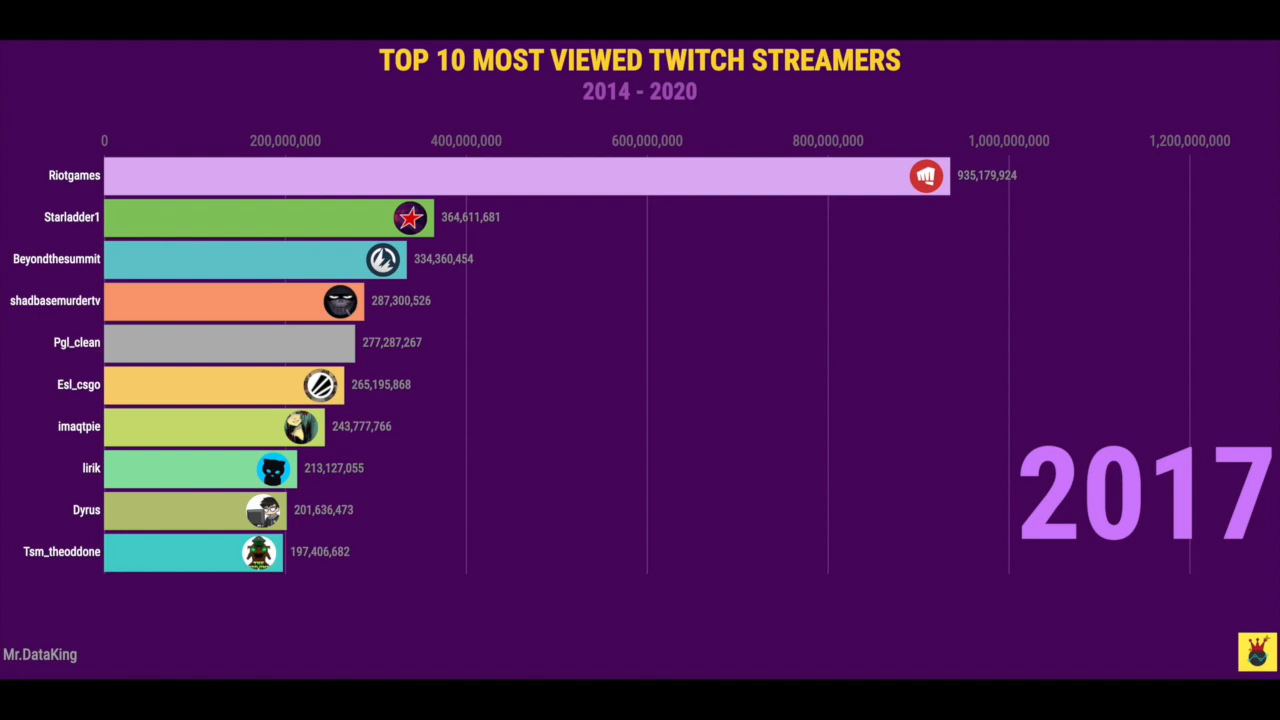 TOP 10 MOST VIEWED TWITCH STREAMERS
2014 - 2020
0 200,000,000 400,000,000 600,000,000 800,000,000 1,000,000,000 1,200,000,000
Riotgames 935,179,924
Starladder1 364,611,681
Beyondthesummit 334,360,454
shadbasemurdertv 287,300,526
Pgl_clean 277,287,267
Esl_csgo 265,195,868
imaqtpie 243,777,766
lirik 213,127,055
Dyrus 201,636,473
Tsm_theoddone 197,406,682
2017
Mr.DataKing